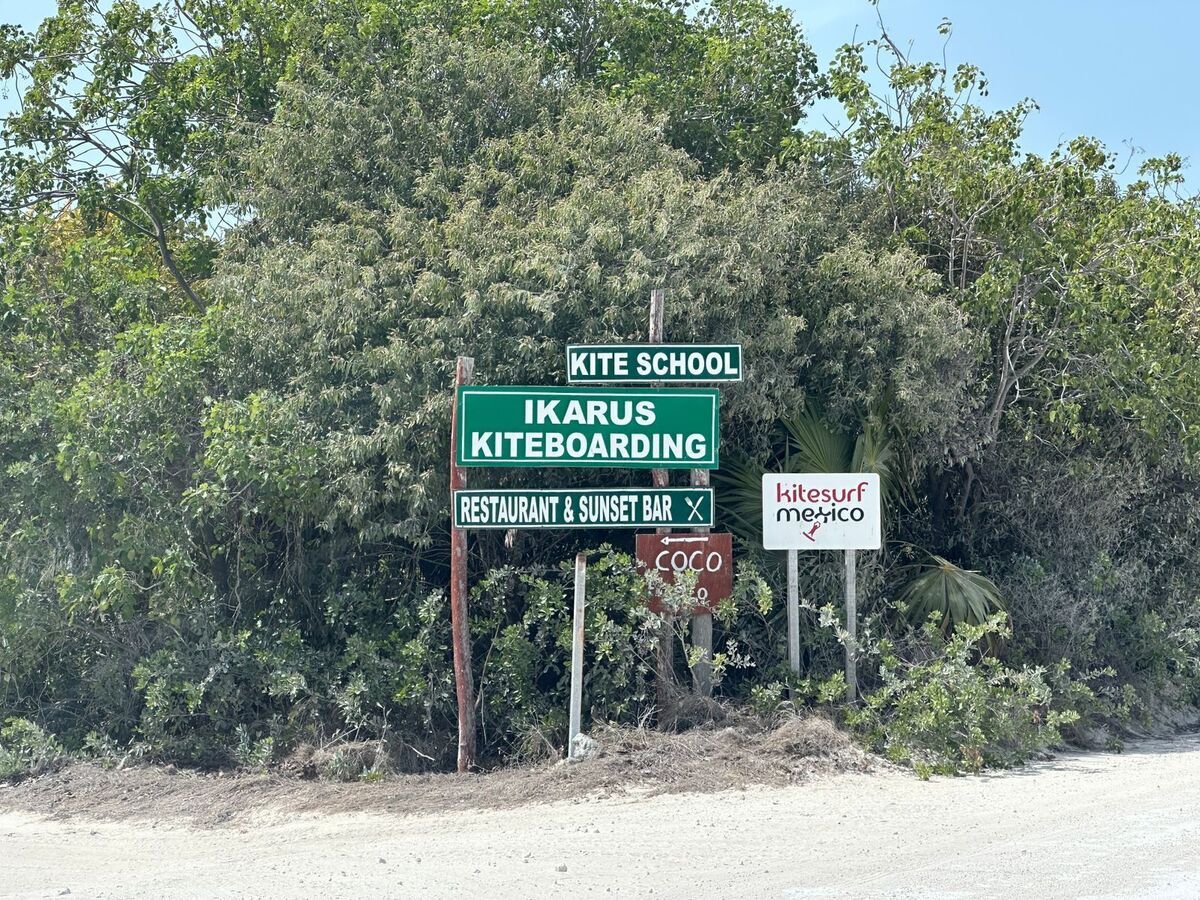 KITE SCHOOL
IKARUS
KITEBOARDING
RESTAURANT & SUNSET BAR
COCO
kitesurf
mexico